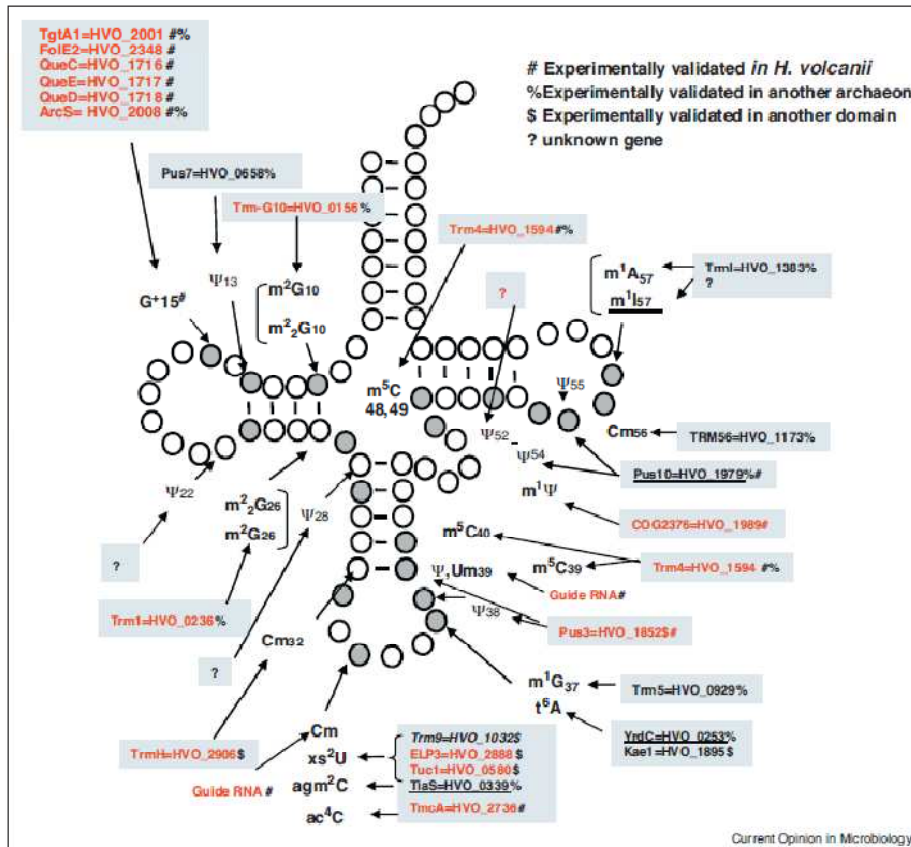 TgtA1=HVO_2001 #%
FolE2=HVO_2348 #
QueC=HVO_1716 #
QueE=HVO_1717 #
QueD=HVO_1718 #
ArcS= HVO_2008 #%
# Experimentally validated in H. volcanii
%Experimentally validated in another archaeon
$ Experimentally validated in another domain
? unknown gene
Pus7=HVO_0658%
Trm-G10=HVO_0156%
Trm4=HVO_1594#%
TrmI=HVO_1383%
?
?
m¹A57
m¹I57
G⁺15#
Ψ13
m²G10
m²₂G10
m⁵C
48,49
Ψ55
Cm56
TRM56=HVO_1173%
Ψ52
Ψ54
Pus10=HVO_1979%#
m¹Ψ
COG2376=HVO_1989#
Ψ22
m²₂G26
m²G26
Ψ28
m⁵C40
m⁵C39
Trm4=HVO_1594 #%
Ψ,Um39
Guide RNA#
Ψ38
Pus3=HVO_1852$#
?
Trm1=HVO_0236%
Cm32
?
m¹G37
Trm5=HVO_0929%
t⁶A
YrdC=HVO_0253%
Kae1=HVO_1895$
TrmH=HVO_2906$
Guide RNA #
Cm
xs²U
Trm9=HVO_1032$
ELP3=HVO_2888$
Tuc1=HVO_0580$
agm²C
TiaS=HVO_0339%
ac⁴C
TmcA=HVO_2736#
Current Opinion in Microbiology